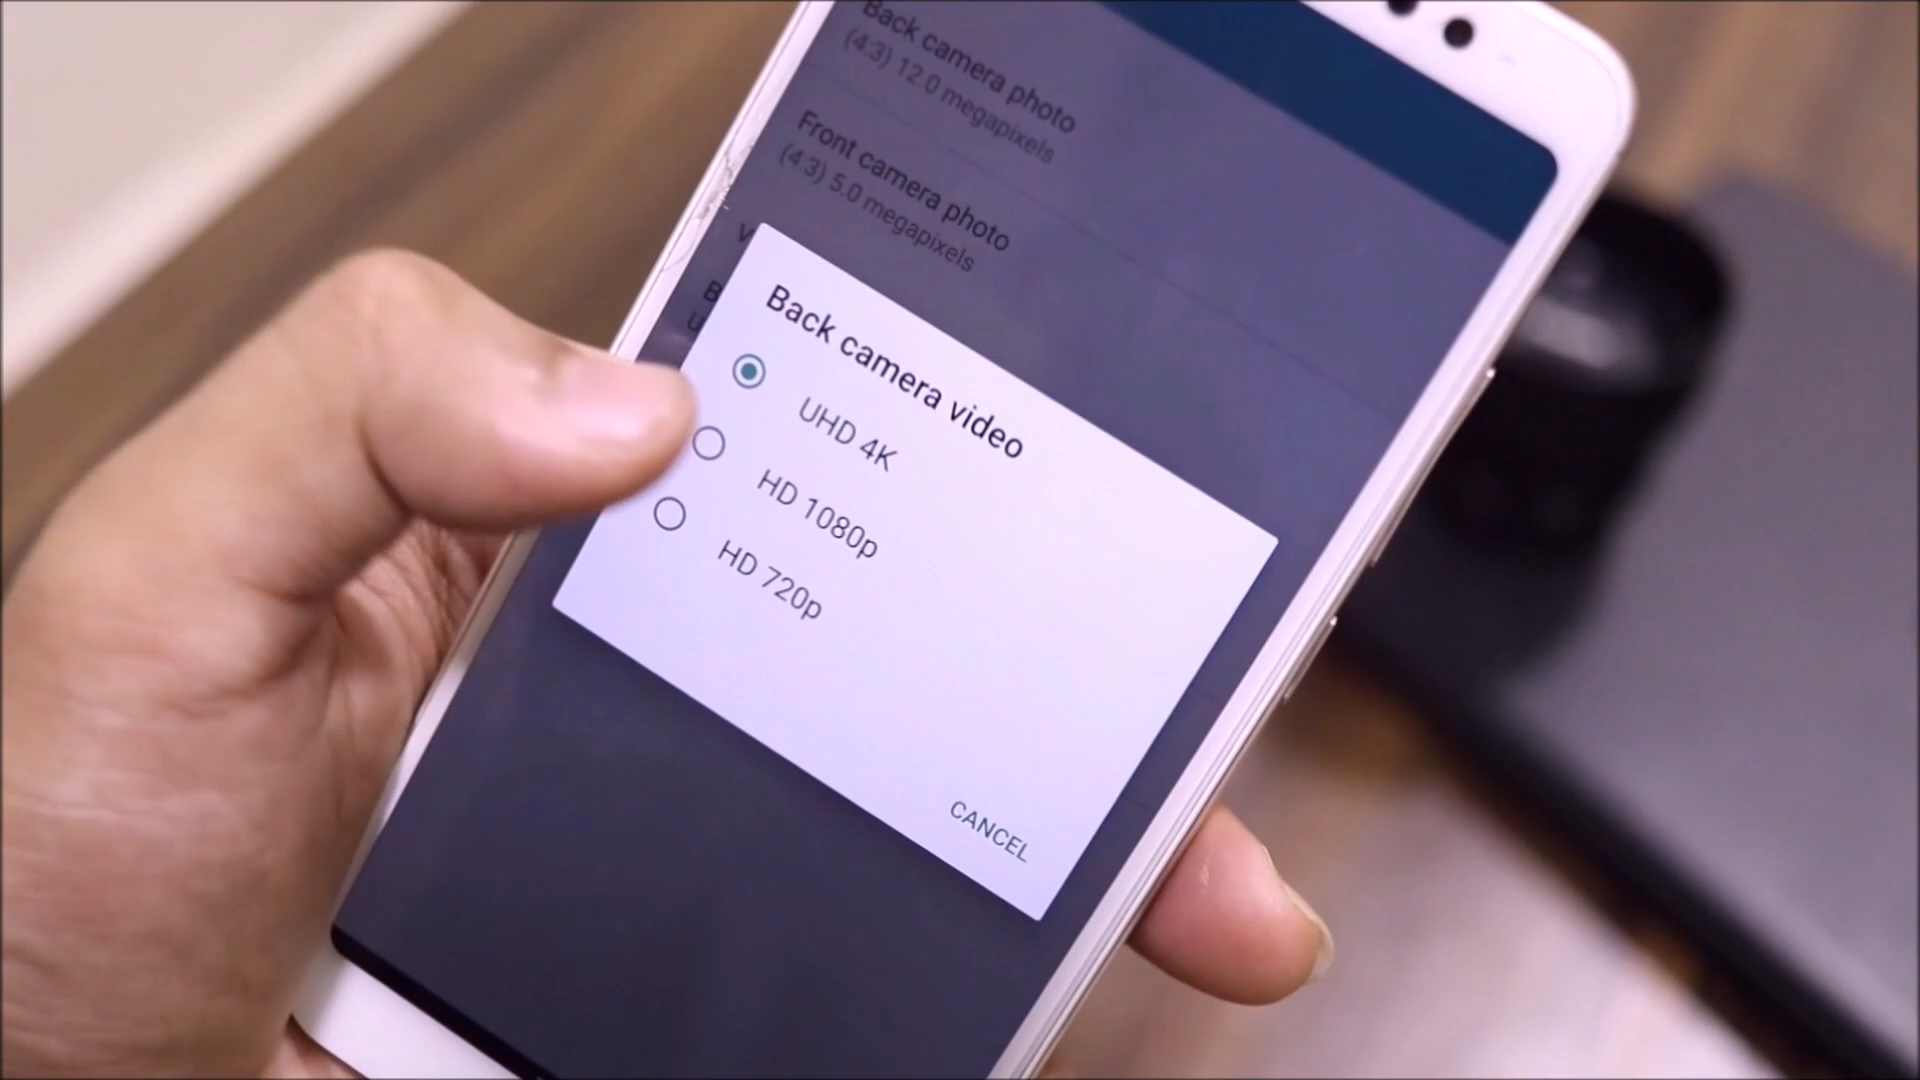 Back camera photo
(4:3) 12.0 megapixels
Front camera photo
(4:3) 5.0 megapixels
Back camera video
UHD 4K
HD 1080p
HD 720p
CANCEL